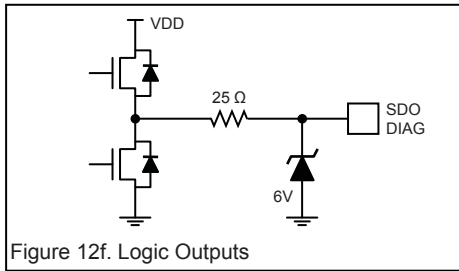 VDD
25 Ω
SDO
DIAG
6V
Figure 12f. Logic Outputs